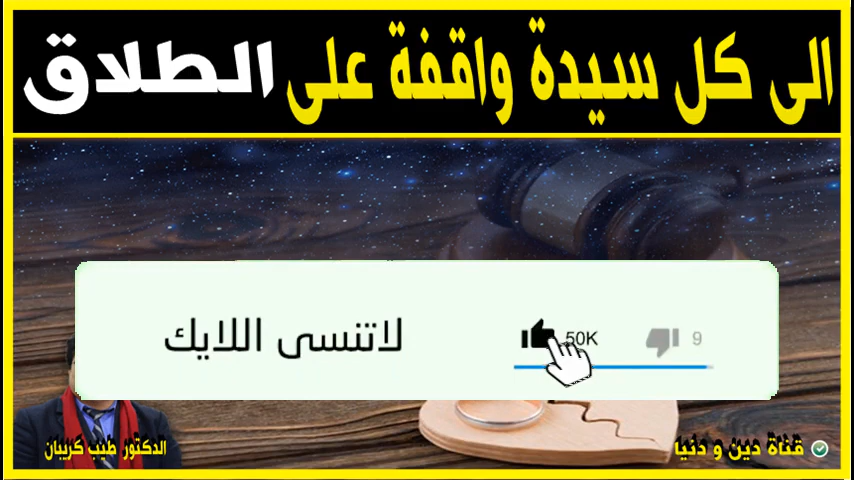 الى كل سيدة واقفة على الطلاق
لاتنسى اللايك
50K
9
قناة دين و دنيا
الدكتور طيب كريبان